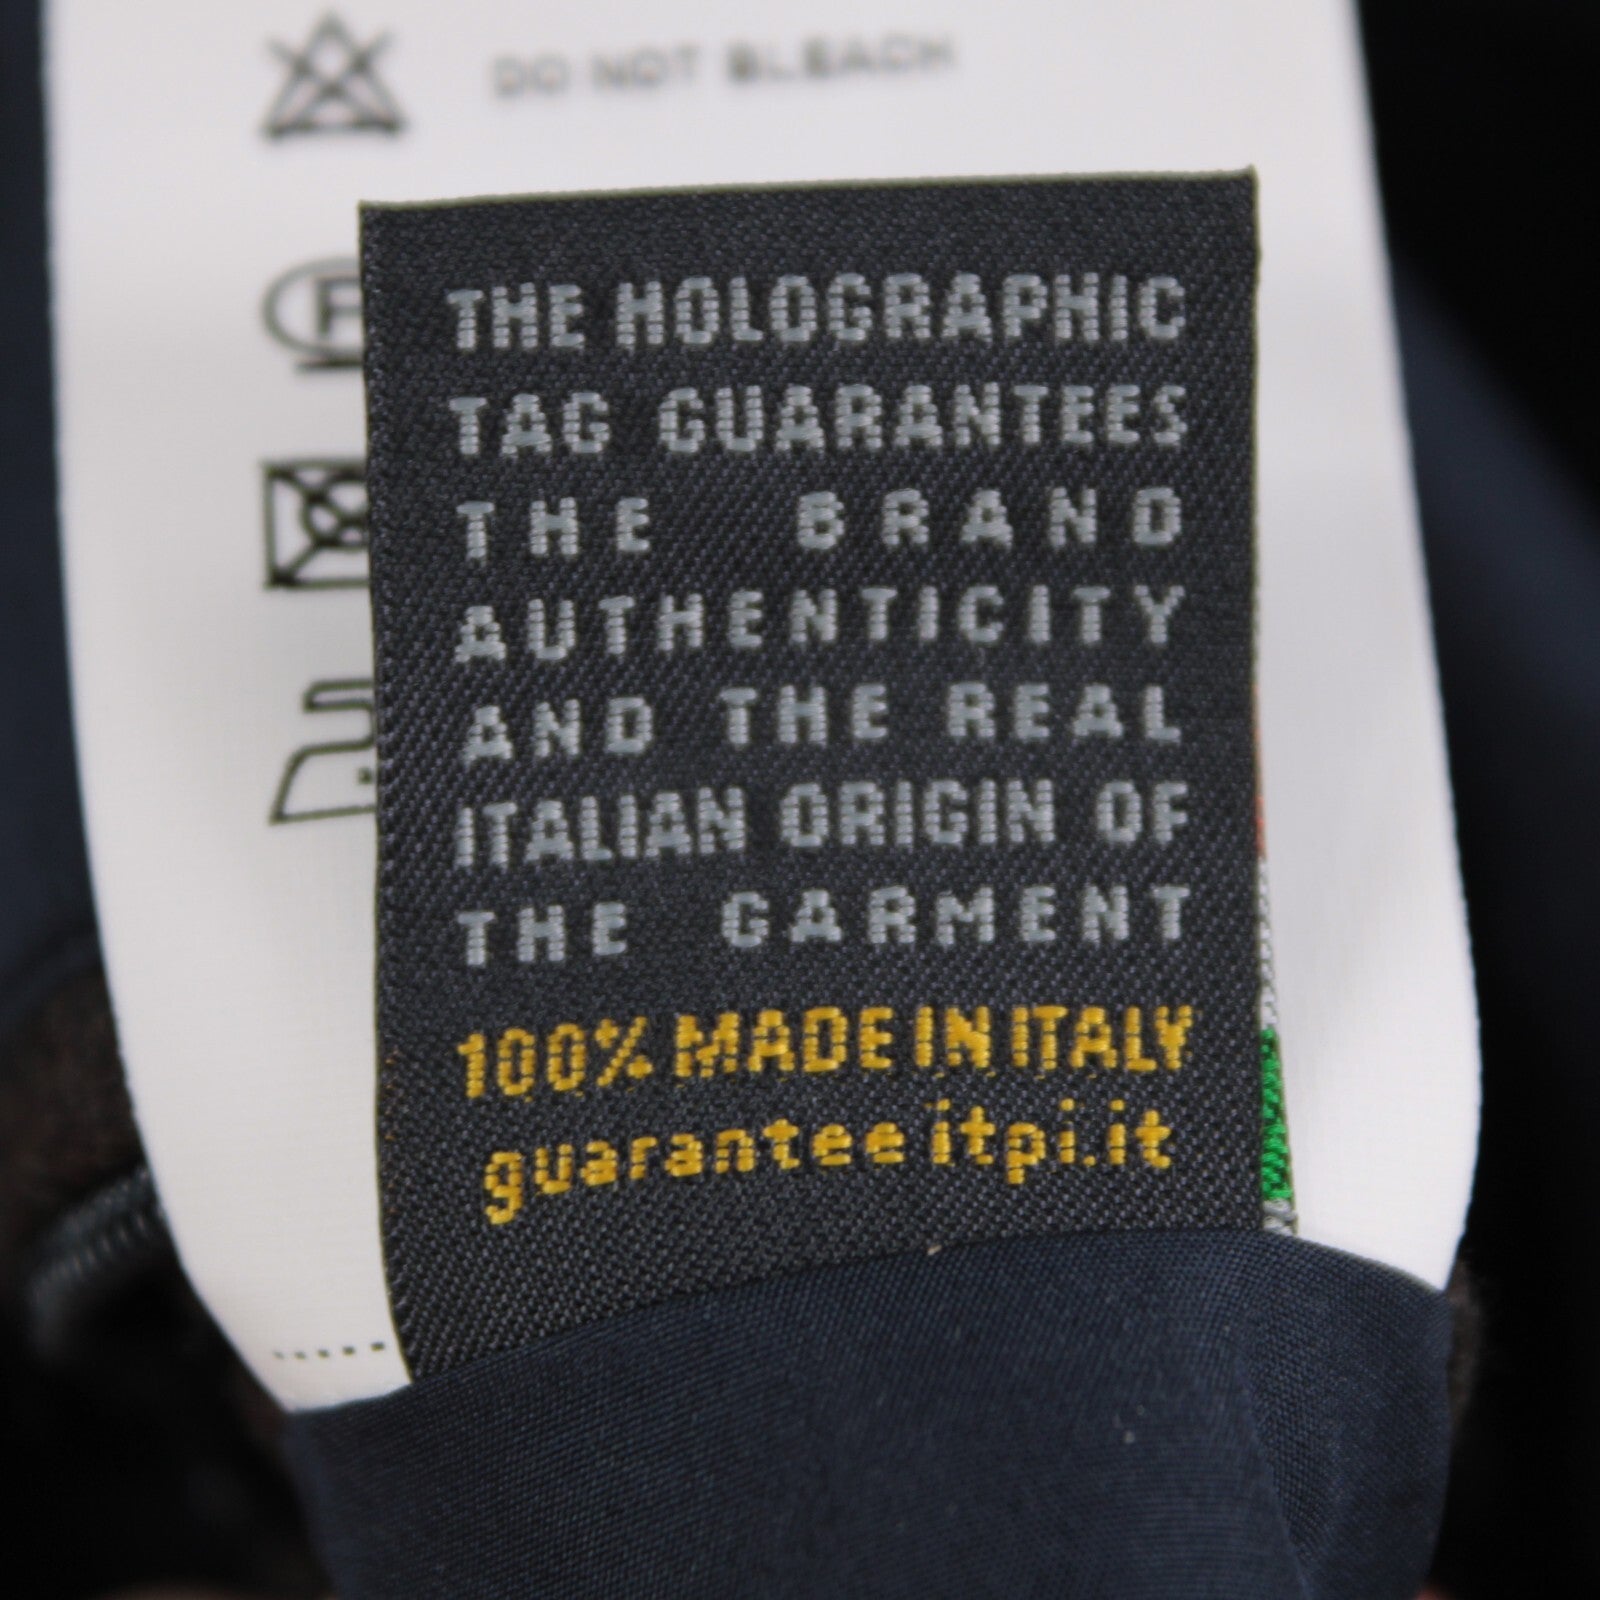 DO NOT BLEACH
THE HOLOGRAPHIC
TAG GUARANTEES
THE BRAND
AUTHENTICITY
AND THE REAL
ITALIAN ORIGIN OF
THE GARMENT
100% MADE IN ITALY
guarantee itpi.it